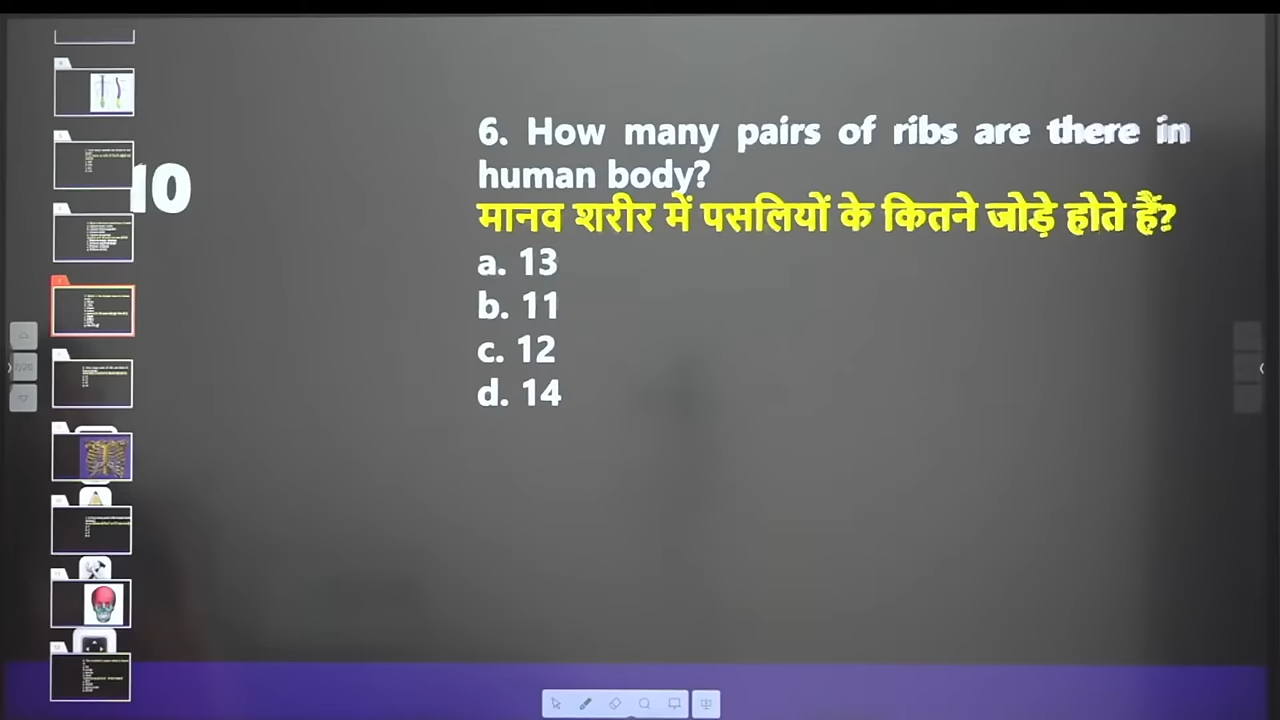 10
6. How many pairs of ribs are there in
human body?
मानव शरीर में पसलियों के कितने जोड़े होते हैं?
a. 13
b. 11
c. 12
d. 14